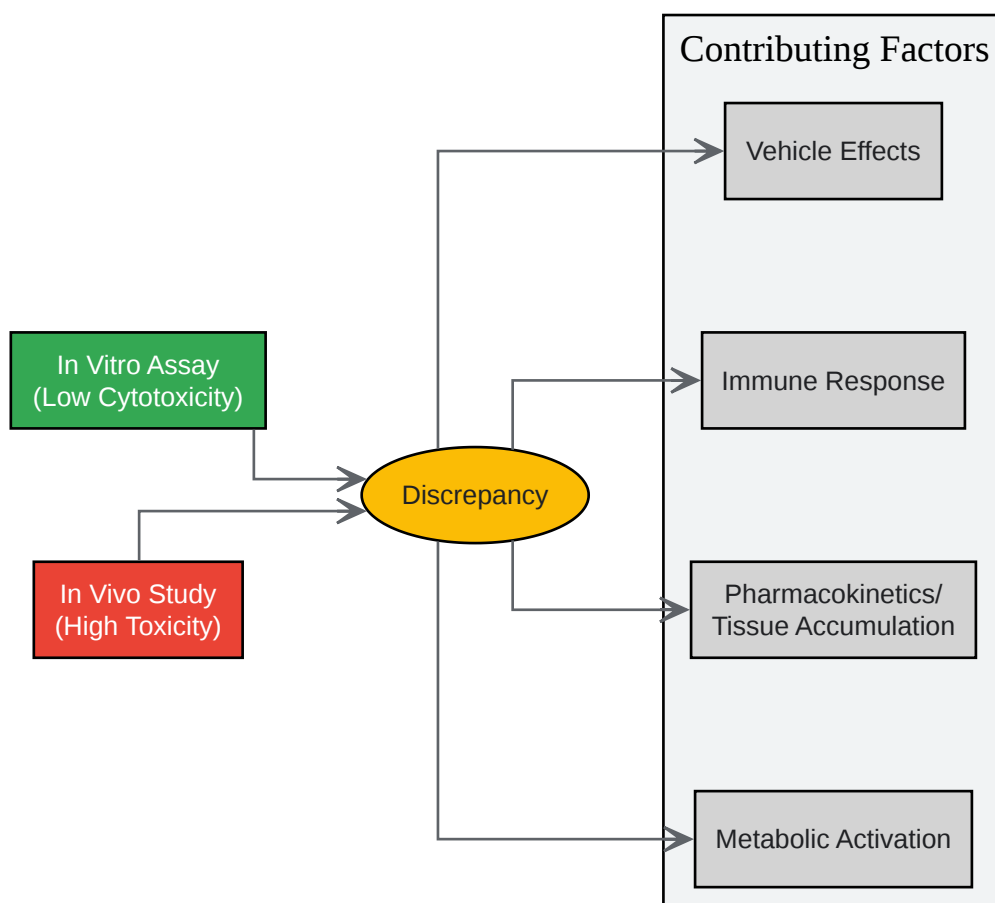 Contributing Factors
Vehicle Effects
In Vitro Assay
(Low Cytotoxicity)
Immune Response
Discrepancy
In Vivo Study
(High Toxicity)
Pharmacokinetics/
Tissue Accumulation
Metabolic Activation